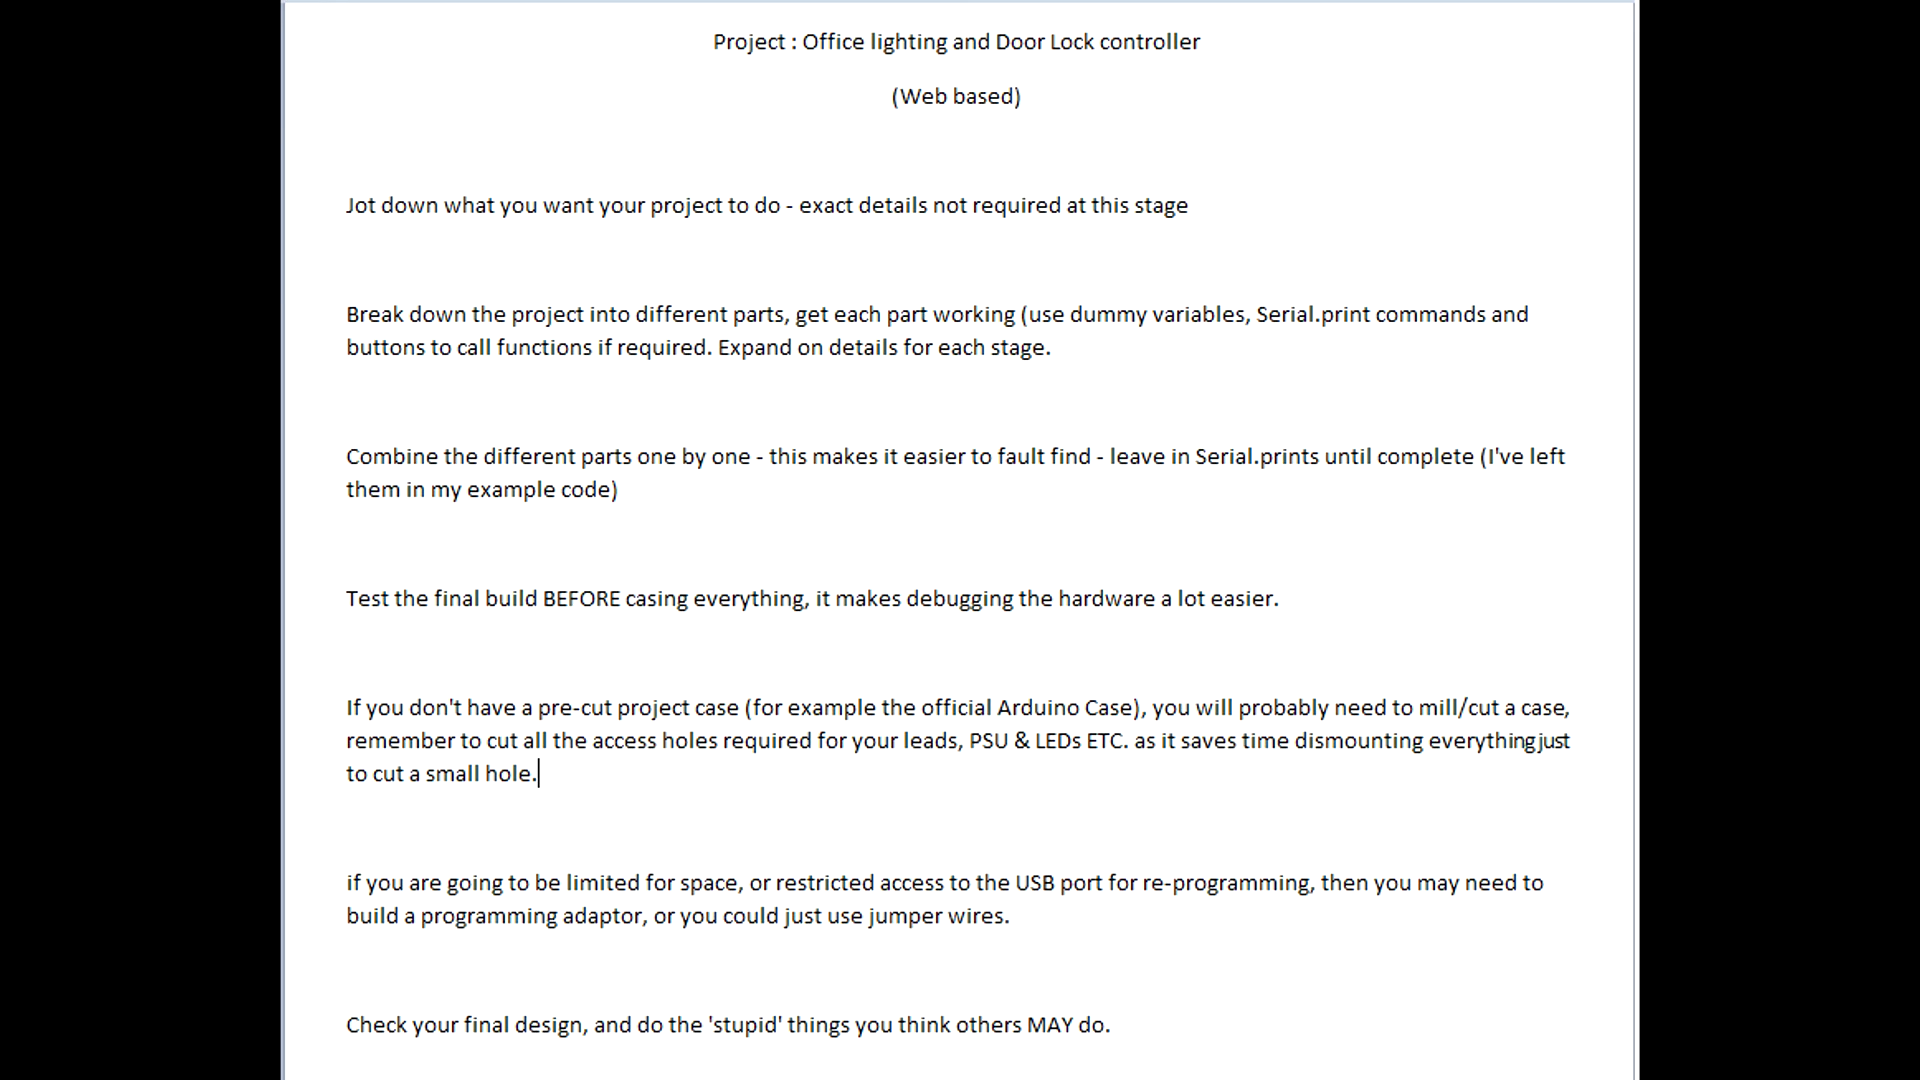 Project : Office lighting and Door Lock controller
(Web based)
Jot down what you want your project to do - exact details not required at this stage
Break down the project into different parts, get each part working (use dummy variables, Serial.print commands and
buttons to call functions if required. Expand on details for each stage.
Combine the different parts one by one - this makes it easier to fault find - leave in Serial.prints until complete (I've left
them in my example code)
Test the final build BEFORE casing everything, it makes debugging the hardware a lot easier.
If you don't have a pre-cut project case (for example the official Arduino Case), you will probably need to mill/cut a case,
remember to cut all the access holes required for your leads, PSU & LEDs ETC. as it saves time dismounting everything just
to cut a small hole.
if you are going to be limited for space, or restricted access to the USB port for re-programming, then you may need to
build a programming adaptor, or you could just use jumper wires.
Check your final design, and do the 'stupid' things you think others MAY do.